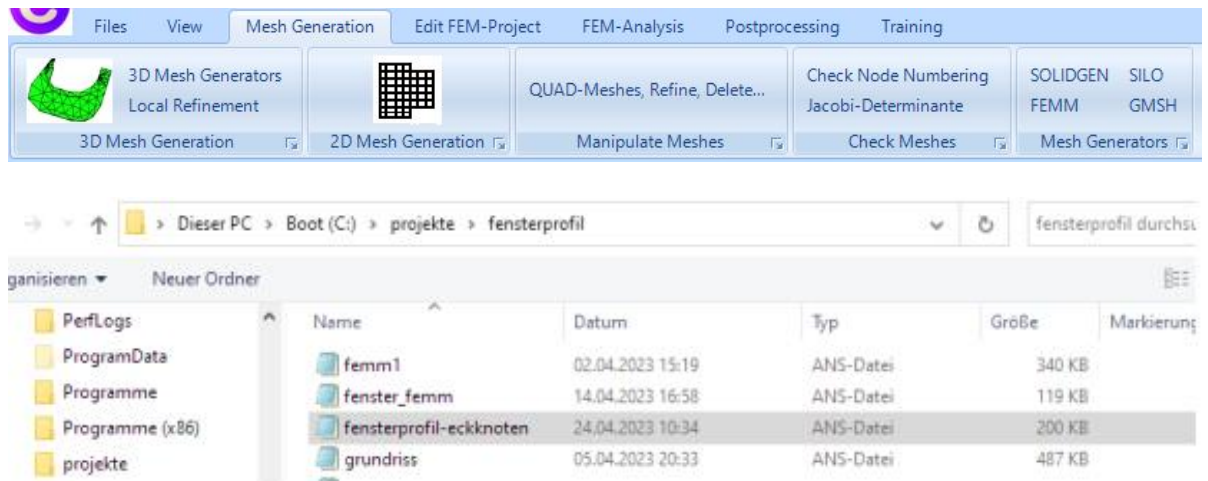 Files View Mesh Generation Edit FEM-Project FEM-Analysis Postprocessing Training
3D Mesh Generators
Local Refinement
3D Mesh Generation
2D Mesh Generation
QUAD-Meshes, Refine, Delete...
Manipulate Meshes
Check Node Numbering
Jacobi-Determinante
Check Meshes
SOLIDGEN SILO
FEMM GMSH
Mesh Generators
Dieser PC > Boot (C:) > projekte > fensterprofil fensterprofil durchsu
ganisieren Neuer Ordner
Name Datum Typ Größe Markierung
PerfLogs
ProgramData
Programme
Programme (x86)
projekte
femm1 02.04.2023 15:19 ANS-Datei 340 KB
fenster_femm 14.04.2023 16:58 ANS-Datei 119 KB
fensterprofil-eckknoten 24.04.2023 10:34 ANS-Datei 200 KB
grundriss 05.04.2023 20:33 ANS-Datei 487 KB